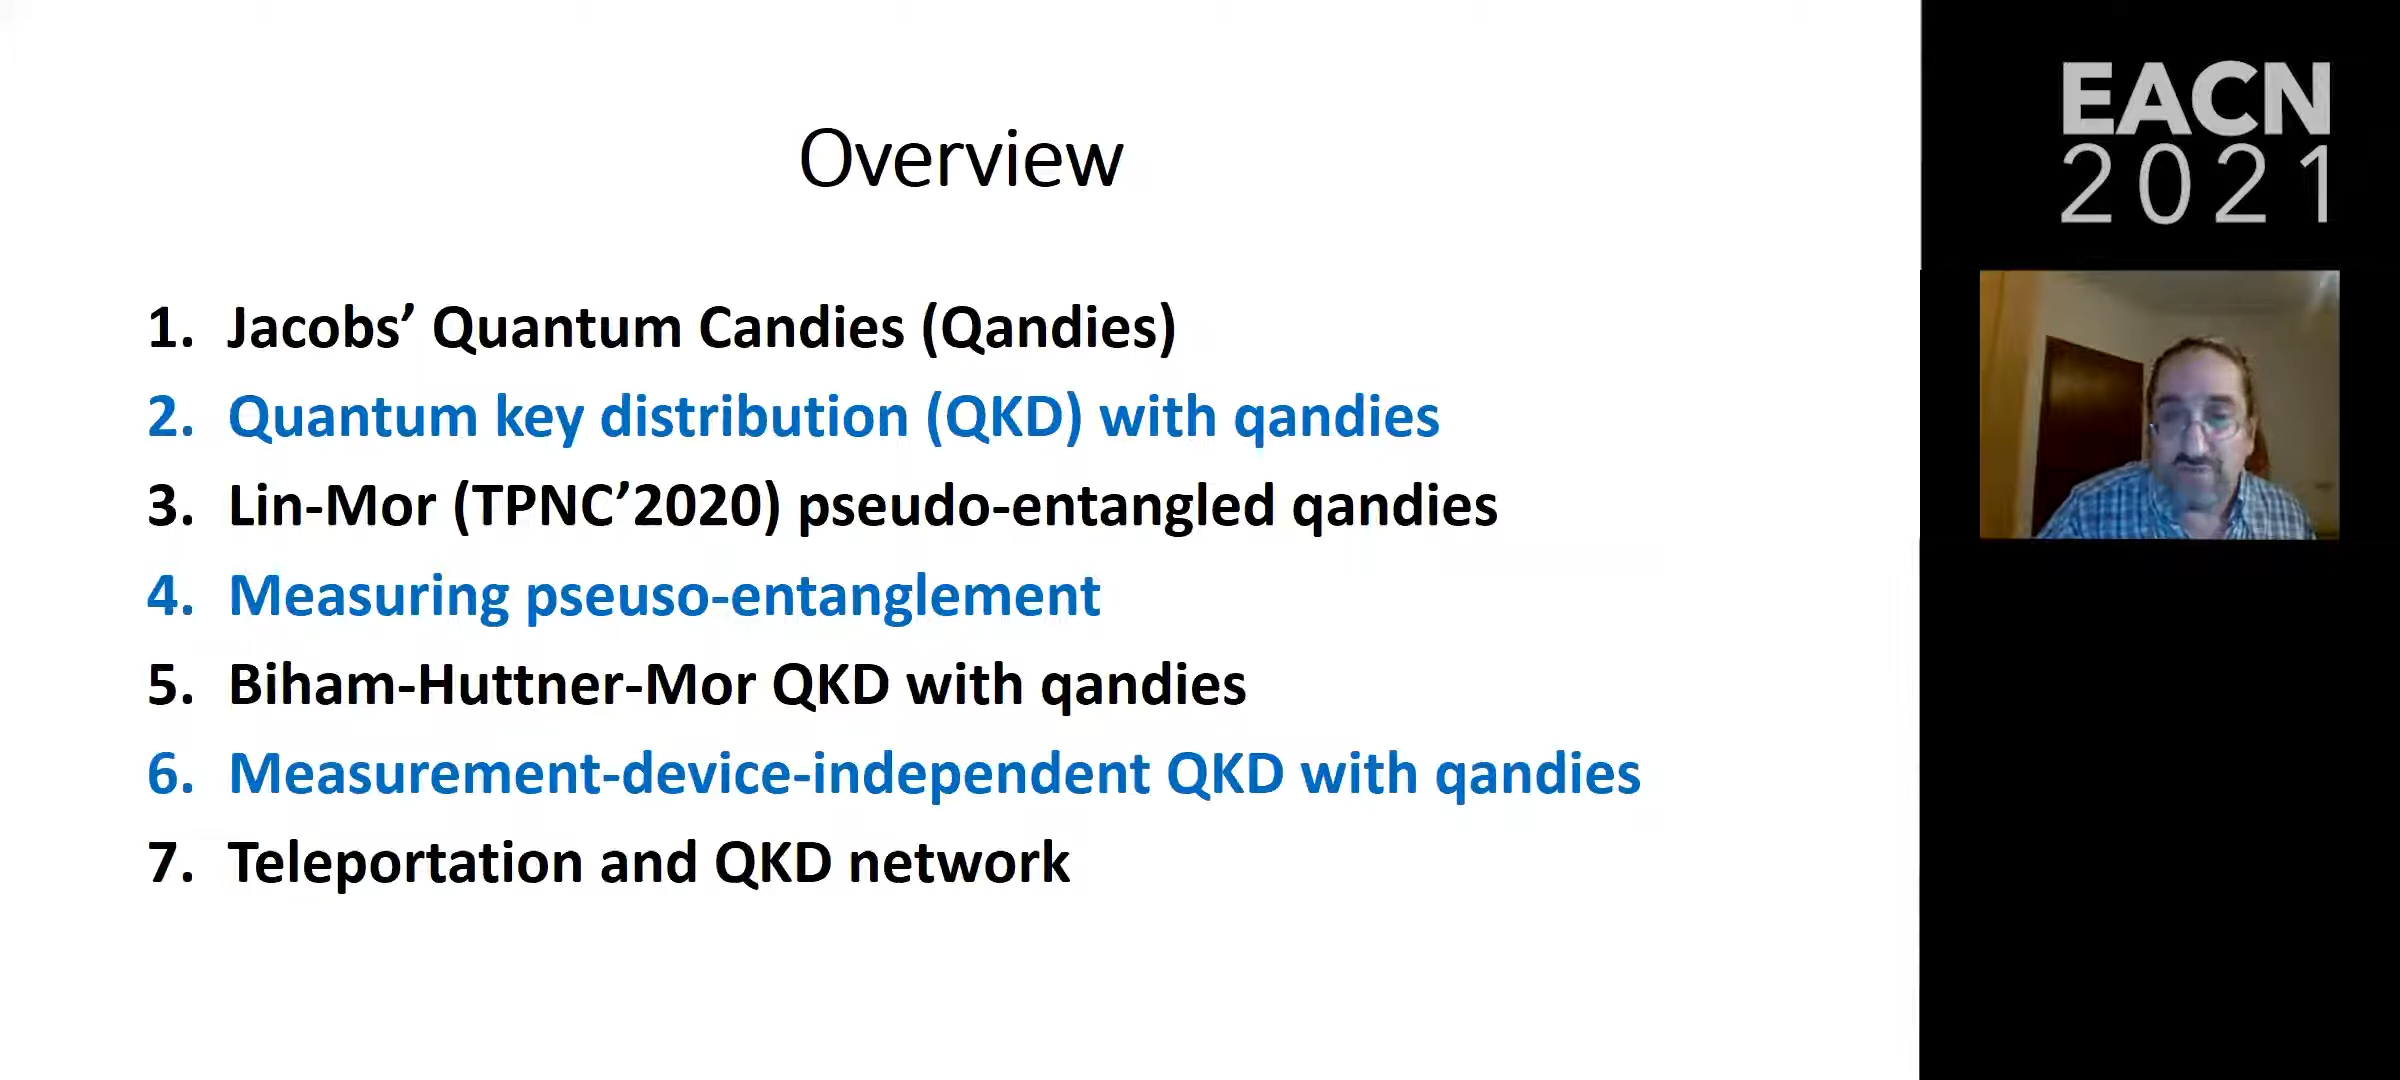 Overview
1. Jacobs’ Quantum Candies (Qandies)
2. Quantum key distribution (QKD) with qandies
3. Lin-Mor (TPNC’2020) pseudo-entangled qandies
4. Measuring pseuso-entanglement
5. Biham-Huttner-Mor QKD with qandies
6. Measurement-device-independent QKD with qandies
7. Teleportation and QKD network
EACN
2021